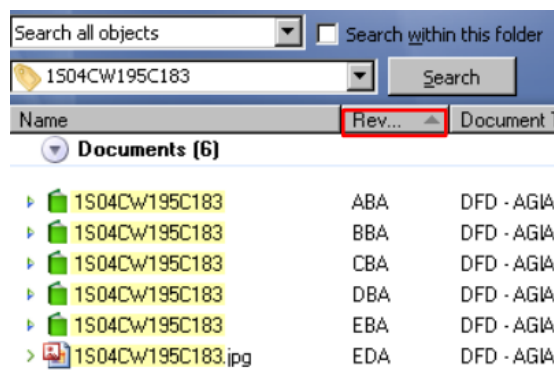 Search all objects Search within this folder
1S04CW195C183 Search
Name Rev... Document T
Documents (6)
1S04CW195C183 ABA DFD - AGIA
1S04CW195C183 BBA DFD - AGIA
1S04CW195C183 CBA DFD - AGIA
1S04CW195C183 DBA DFD - AGIA
1S04CW195C183 EBA DFD - AGIA
1S04CW195C183.jpg EDA DFD - AGIA